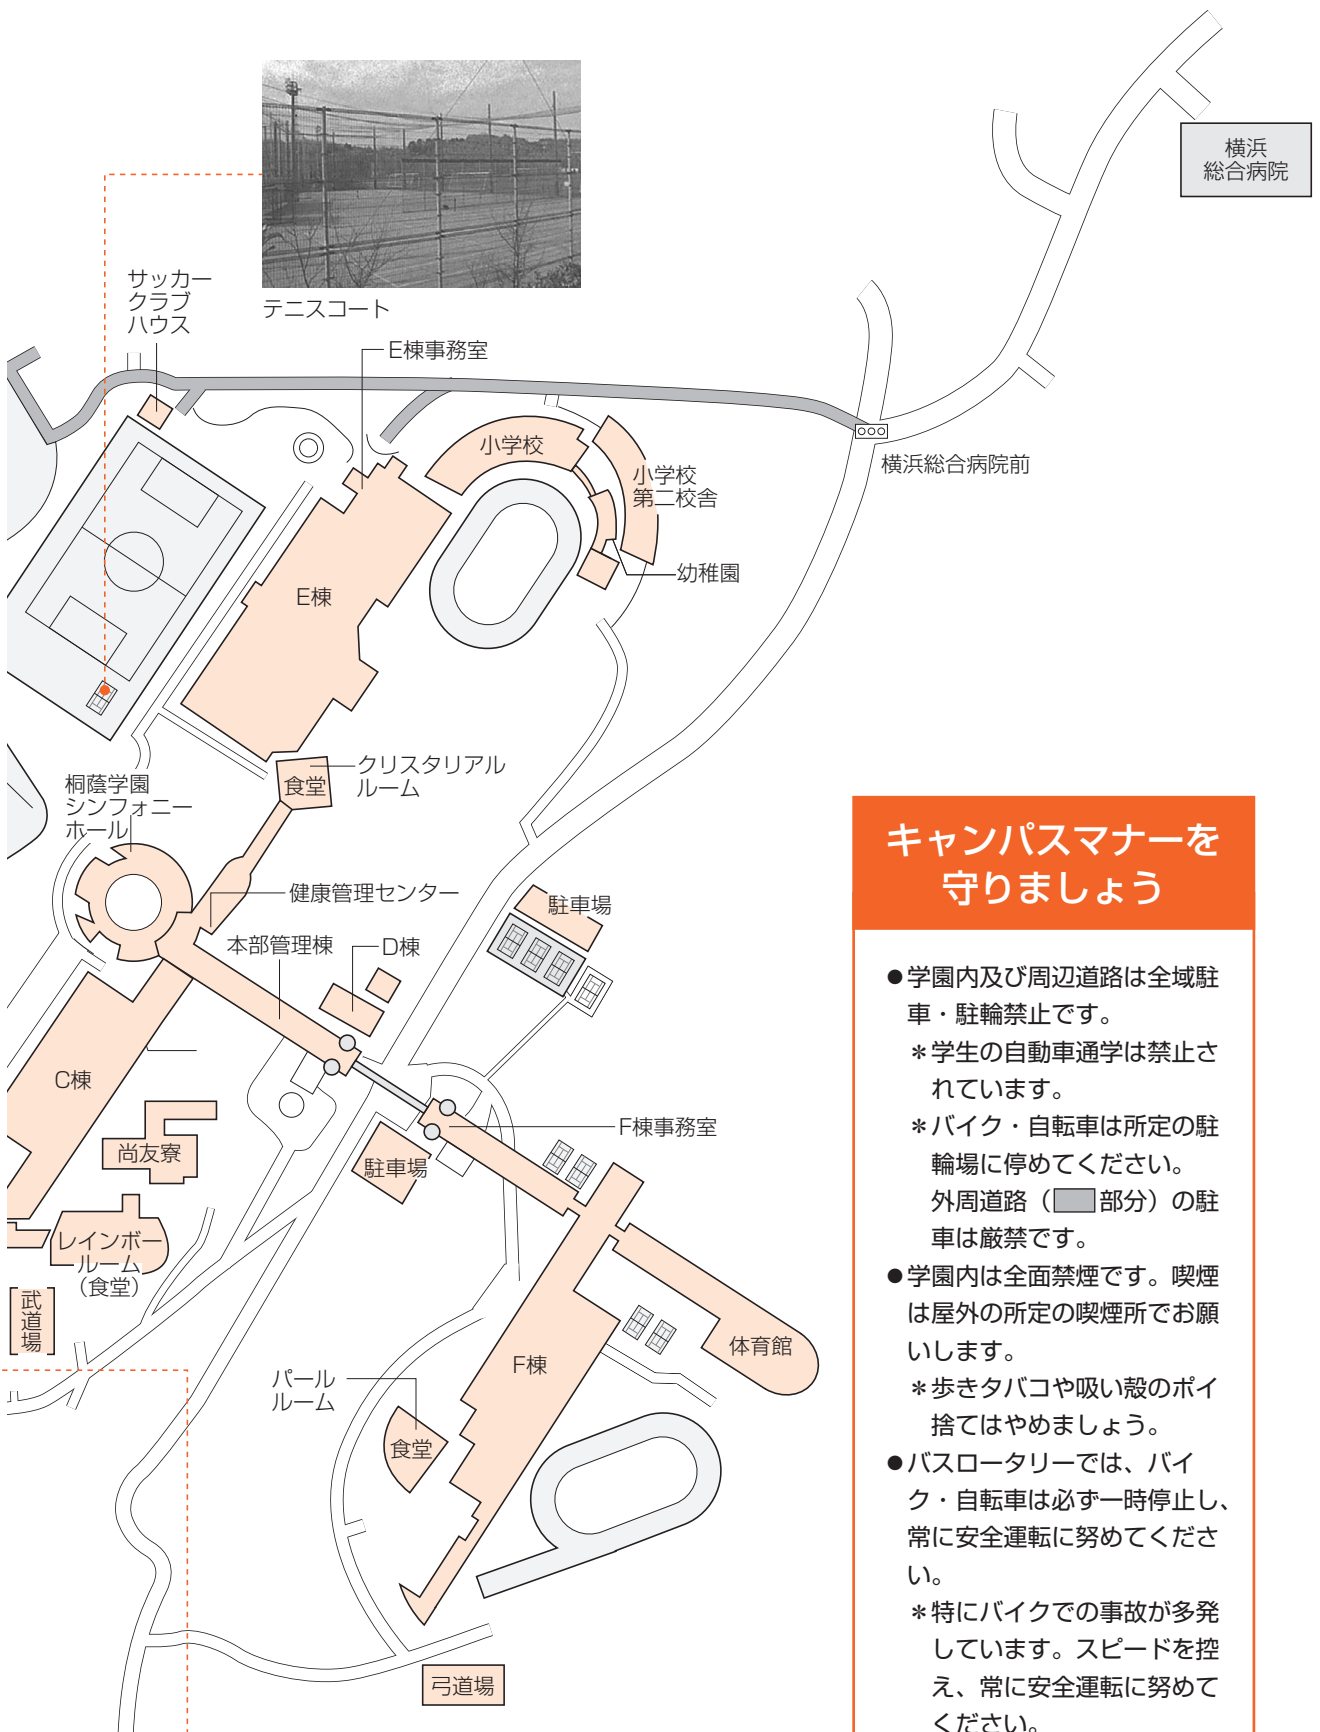 横浜
総合病院
サッカー
クラブ
ハウス
テニスコート
E棟事務室
小学校
小学校
第二校舎
横浜総合病院前
幼稚園
E棟
クリスタリアル
ルーム
食堂
桐蔭学園
シンフォニー
ホール
健康管理センター
本部管理棟
D棟
駐車場
C棟
尚友寮
F棟事務室
駐車場
レインボー
ルーム
(食堂)
武道場
体育館
F棟
パール
ルーム
食堂
弓道場
キャンパスマナーを
守りましょう
●学園内及び周辺道路は全域駐
車・駐輪禁止です。
＊学生の自動車通学は禁止さ
れています。
＊バイク・自転車は所定の駐
輪場に停めてください。
外周道路（　部分）の駐
車は厳禁です。
●学園内は全面禁煙です。喫煙
は屋外の所定の喫煙所でお願
いします。
＊歩きタバコや吸い殻のポイ
捨てはやめましょう。
●バスロータリーでは、バイ
ク・自転車は必ず一時停止し、
常に安全運転に努めてくださ
い。
＊特にバイクでの事故が多発
しています。スピードを控
え、常に安全運転に努めて
ください。